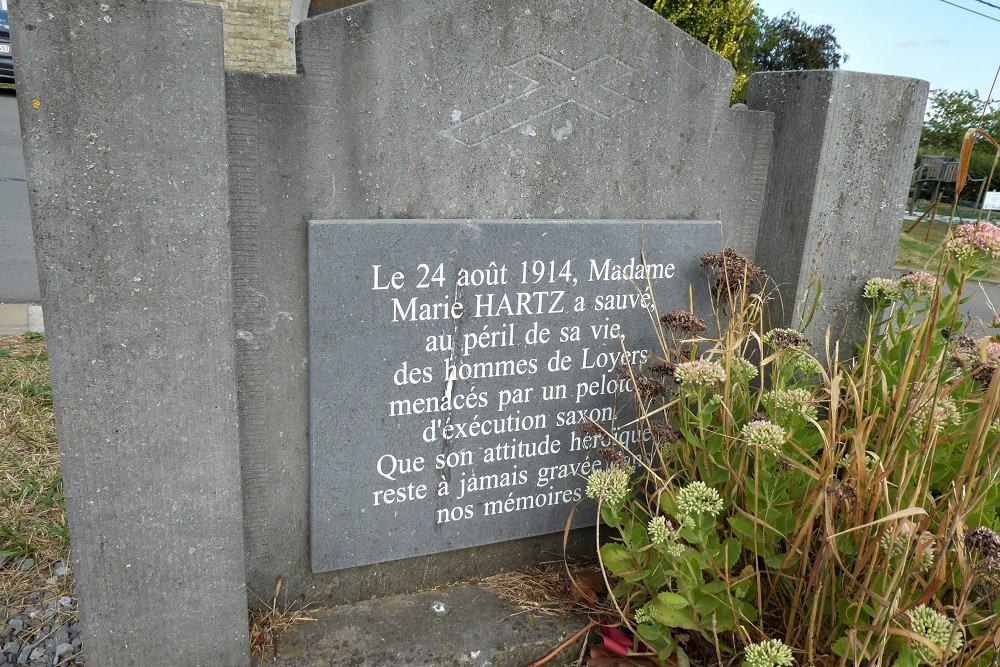 Le 24 août 1914, Madame
Marie HARTZ a sauvé,
au péril de sa vie,
des hommes de Loyers
menacés par un
d'éxécution saxon.
Que son attitude héroïque
reste à jamais gravée
nos mémoires